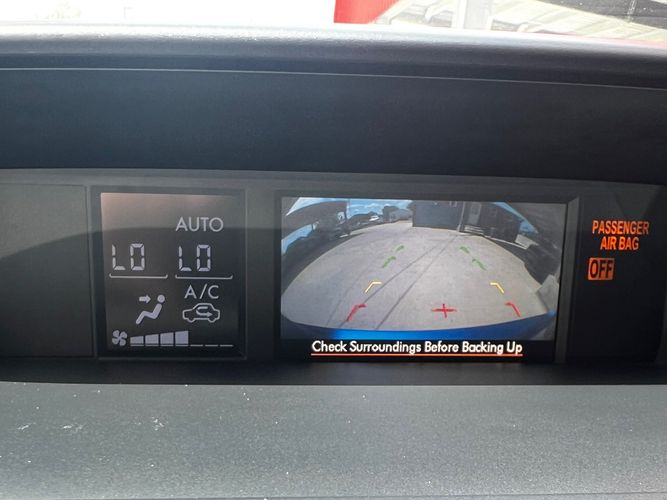 AUTO
LO LO
A/C
Check Surroundings Before Backing Up
PASSENGER
AIR BAG
OFF